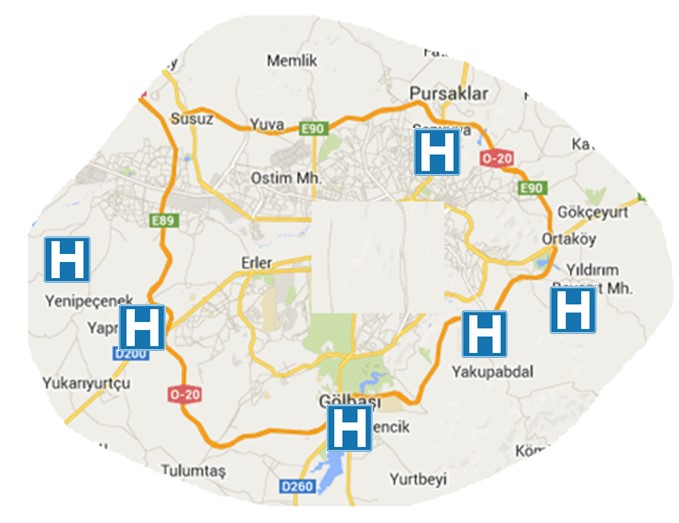 Memlik
Pursaklar
Susuz
Yuva
E90
H
O-20
Ostim Mh.
E90
E89
Gökçeyurt
Ortaköy
H
Erler
Yıldırım
Mh.
Yenipeçenek
H
H
H
D200
Yakupabdal
Yukarıyurtçu
O-20
Gölbaşı
H
Tulumtaş
Yurtbeyi
D260